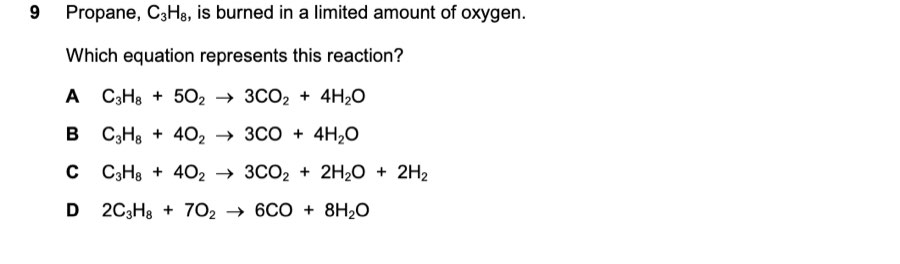 9 Propane, C₃H₈, is burned in a limited amount of oxygen.
Which equation represents this reaction?
A C₃H₈ + 5O₂ → 3CO₂ + 4H₂O
B C₃H₈ + 4O₂ → 3CO + 4H₂O
C C₃H₈ + 4O₂ → 3CO₂ + 2H₂O + 2H₂
D 2C₃H₈ + 7O₂ → 6CO + 8H₂O